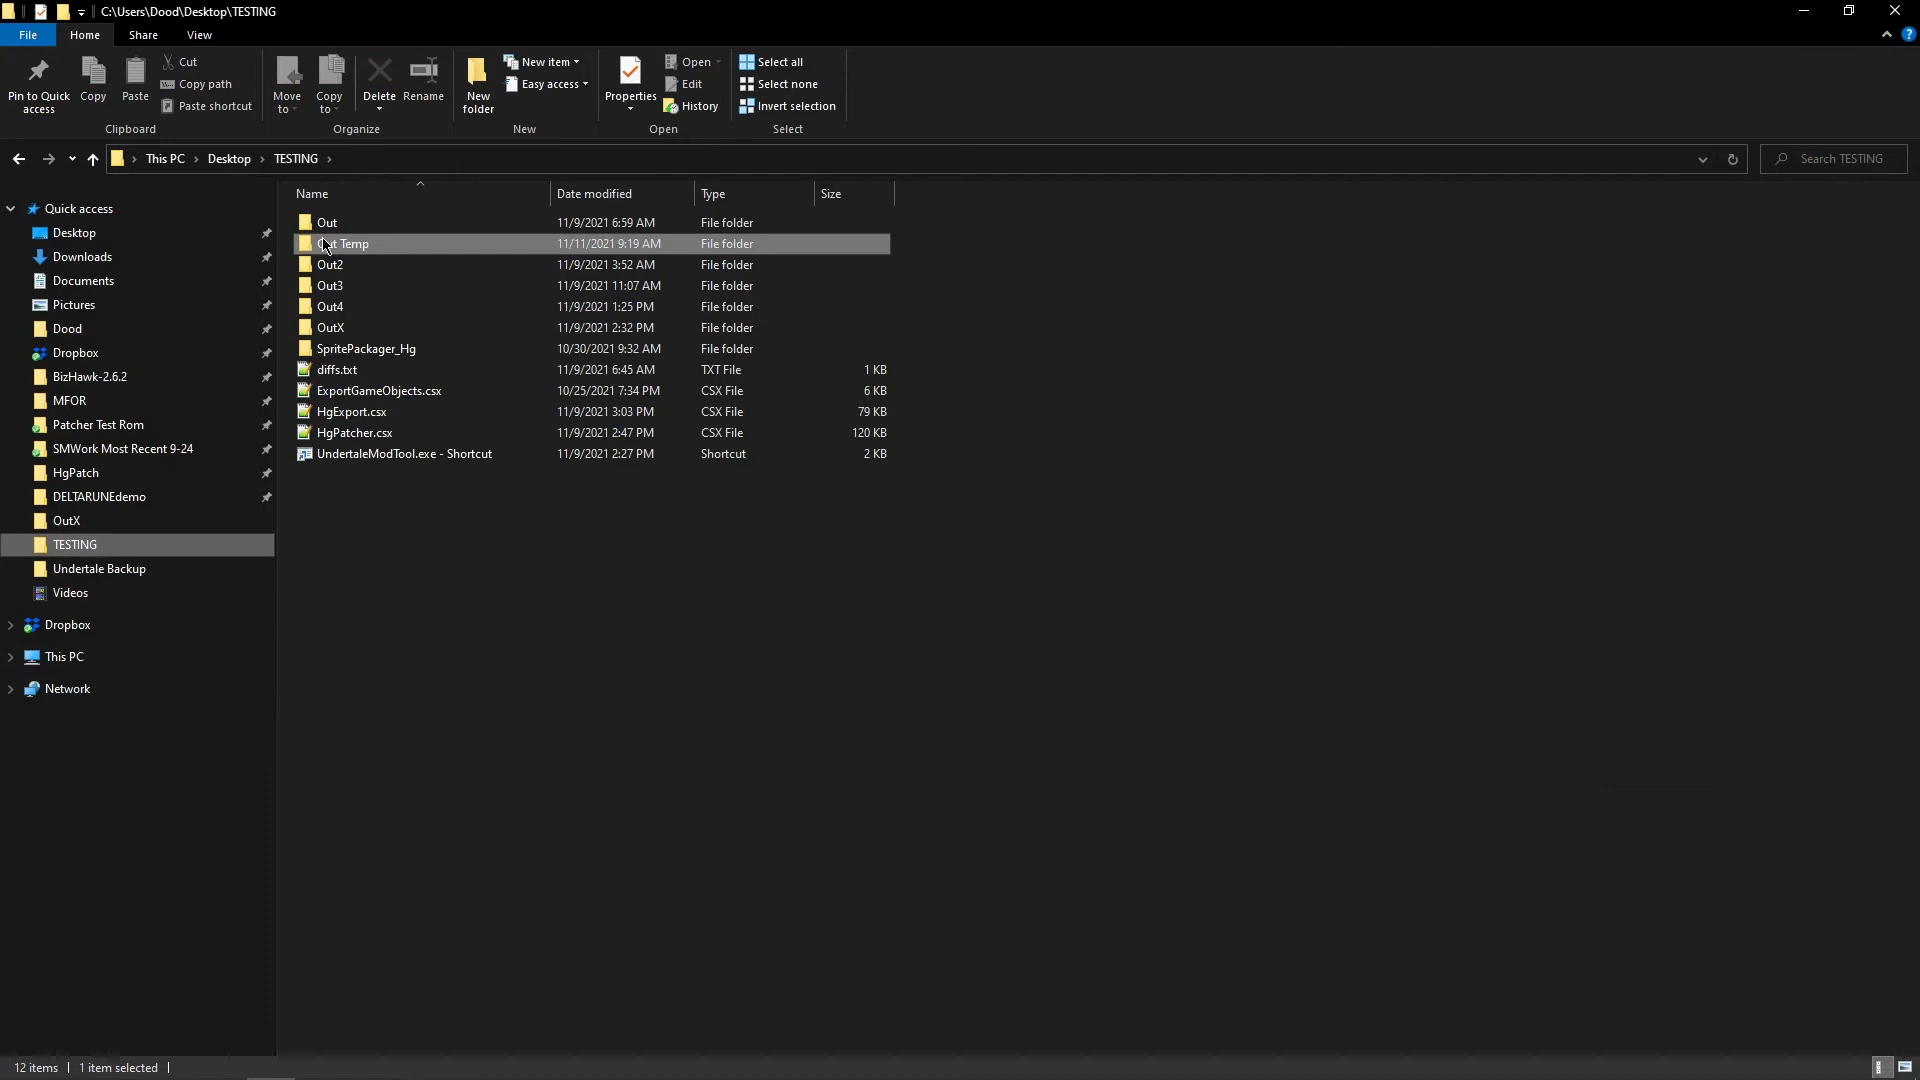 C:\Users\Dood\Desktop\TESTING
File Home Share View
Pin to Quick access
Copy
Paste
Cut
Copy path
Paste shortcut
Clipboard
Move to
Copy to
Delete
Rename
Organize
New folder
New item
Easy access
New
Properties
Open
Edit
History
Open
Select all
Select none
Invert selection
Select
This PC Desktop TESTING
Search TESTING
Quick access
Desktop
Downloads
Documents
Pictures
Dood
Dropbox
BizHawk-2.6.2
MFOR
Patcher Test Rom
SMWork Most Recent 9-24
HgPatch
DELTARUNEdemo
OutX
TESTING
Undertale Backup
Videos
Dropbox
This PC
Network
Name Date modified Type Size
Out 11/9/2021 6:59 AM File folder
Temp 11/11/2021 9:19 AM File folder
Out2 11/9/2021 3:52 AM File folder
Out3 11/9/2021 11:07 AM File folder
Out4 11/9/2021 1:25 PM File folder
OutX 11/9/2021 2:32 PM File folder
SpritePackager_Hg 10/30/2021 9:32 AM File folder
diffs.txt 11/9/2021 6:45 AM TXT File 1 KB
ExportGameObjects.csx 10/25/2021 7:34 PM CSX File 6 KB
HgExport.csx 11/9/2021 3:03 PM CSX File 79 KB
HgPatcher.csx 11/9/2021 2:47 PM CSX File 120 KB
UndertaleModTool.exe - Shortcut 11/9/2021 2:27 PM Shortcut 2 KB
12 items 1 item selected